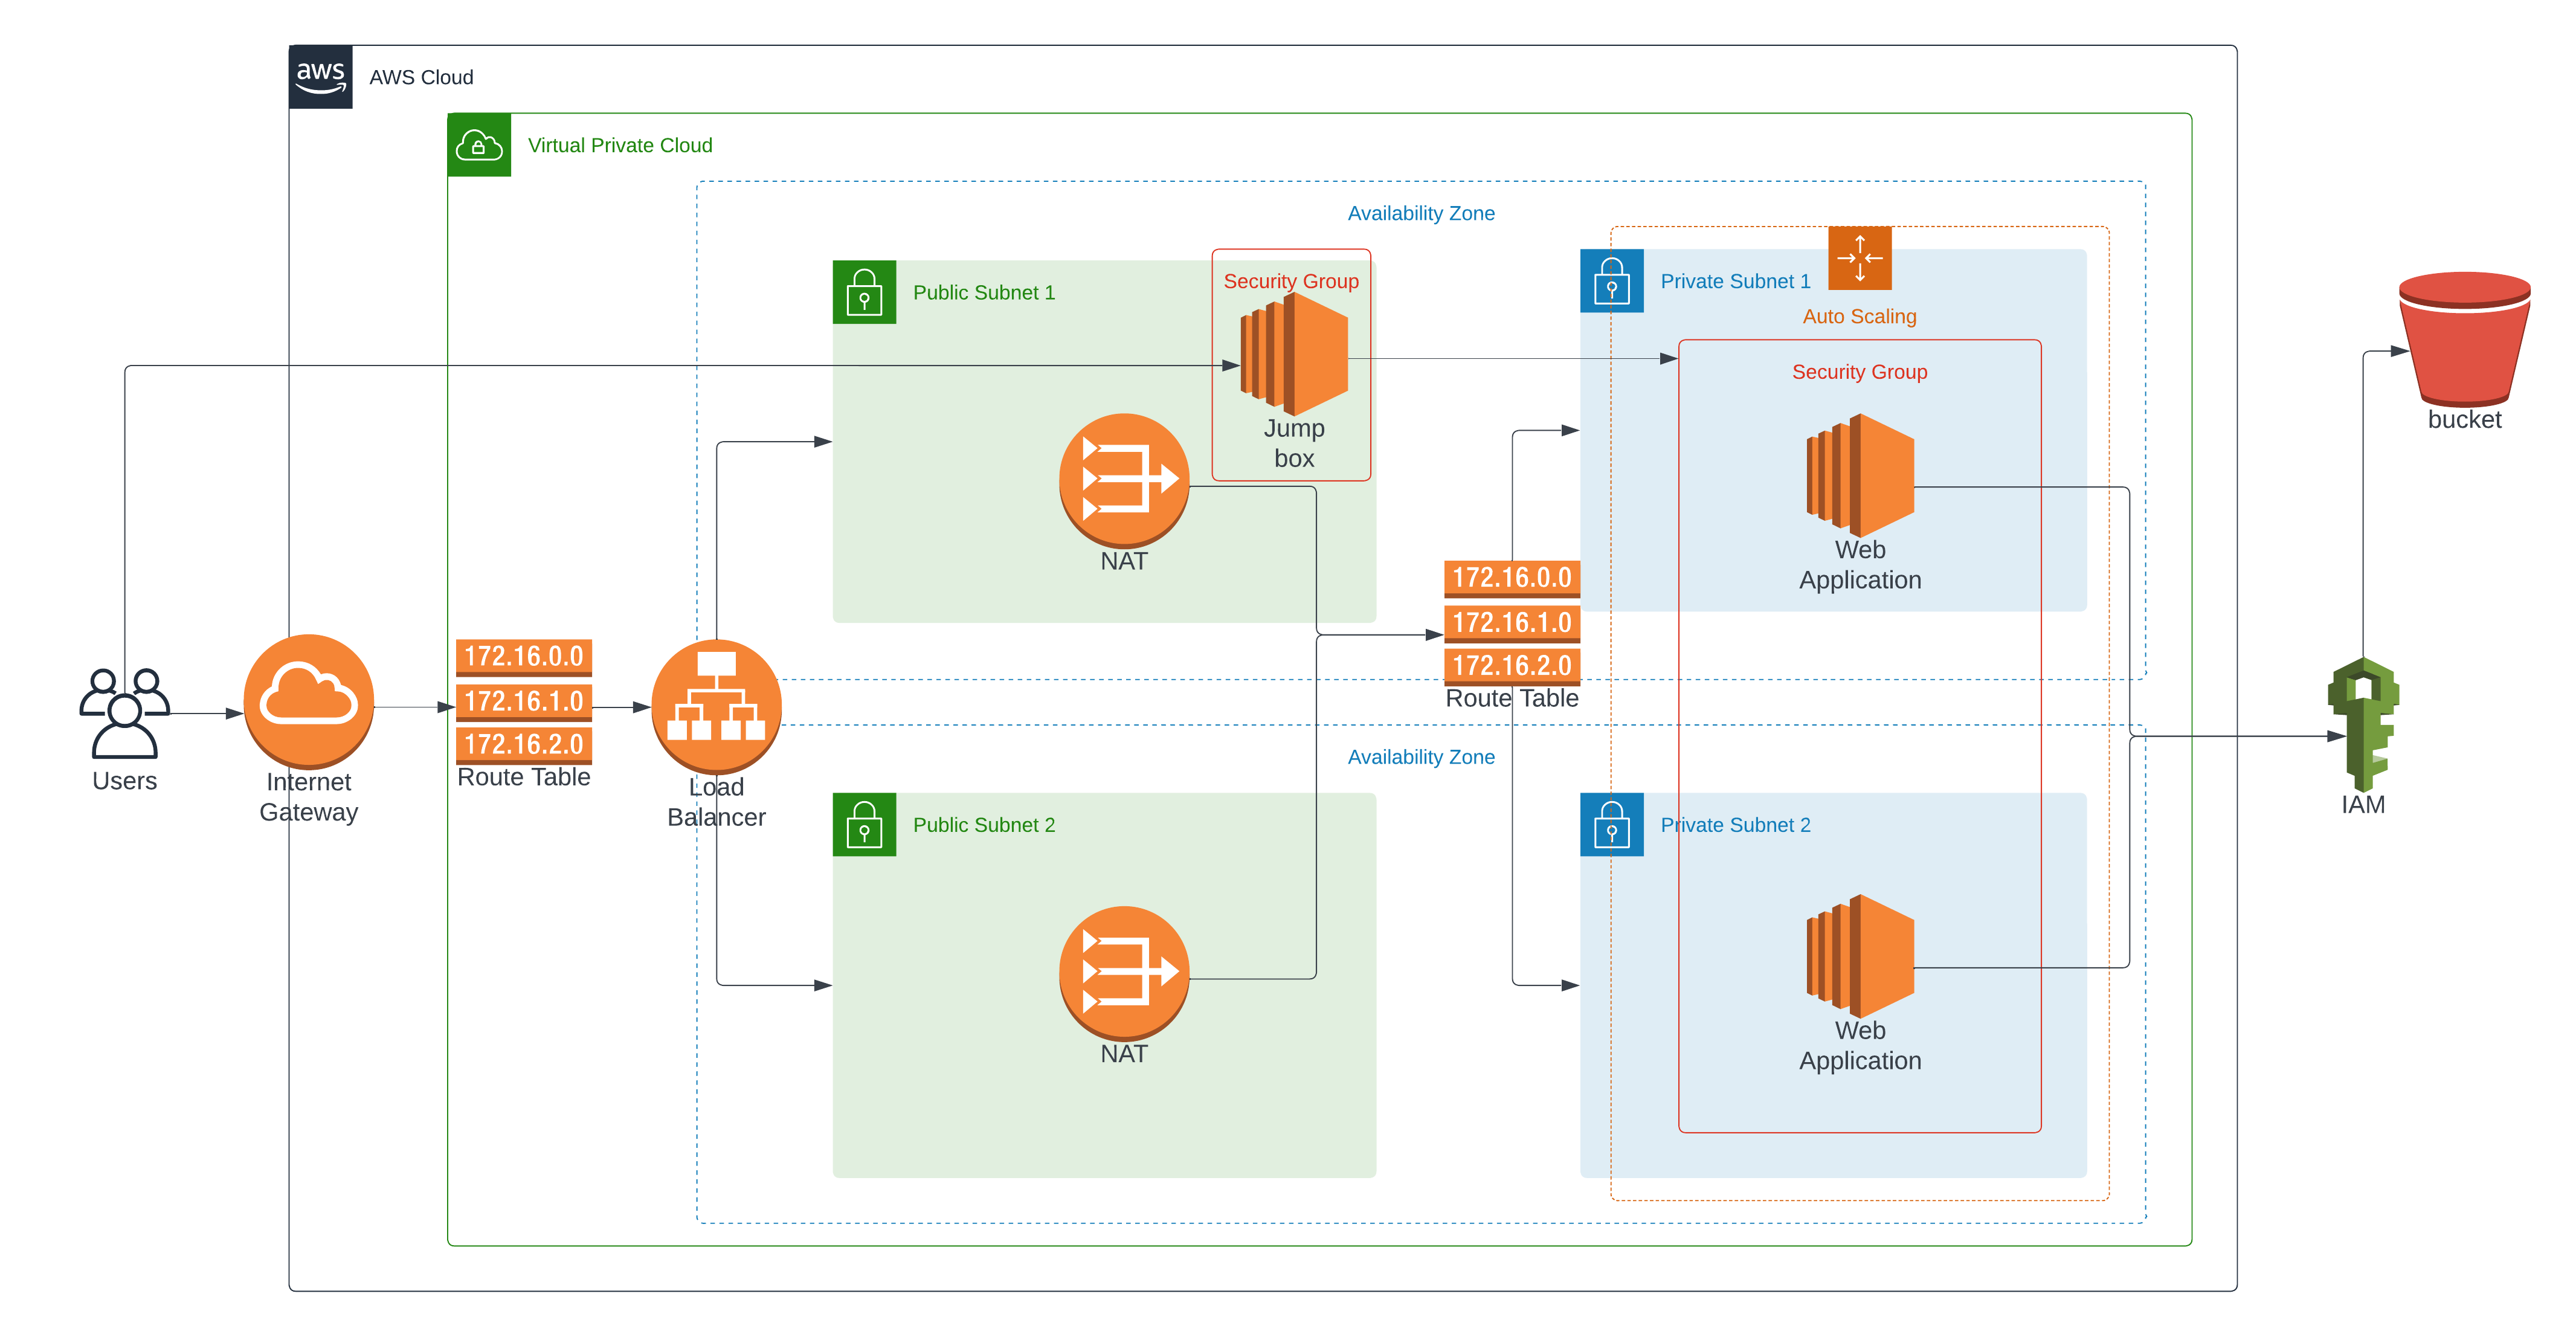 aws
AWS Cloud
Virtual Private Cloud
Availability Zone
Public Subnet 1
Security Group
Jump
box
NAT
Private Subnet 1
Auto Scaling
Security Group
Web
Application
bucket
Users
Internet
Gateway
172.16.0.0
172.16.1.0
172.16.2.0
Route Table
Load
Balancer
172.16.0.0
172.16.1.0
172.16.2.0
Route Table
IAM
Availability Zone
Public Subnet 2
NAT
Private Subnet 2
Web
Application